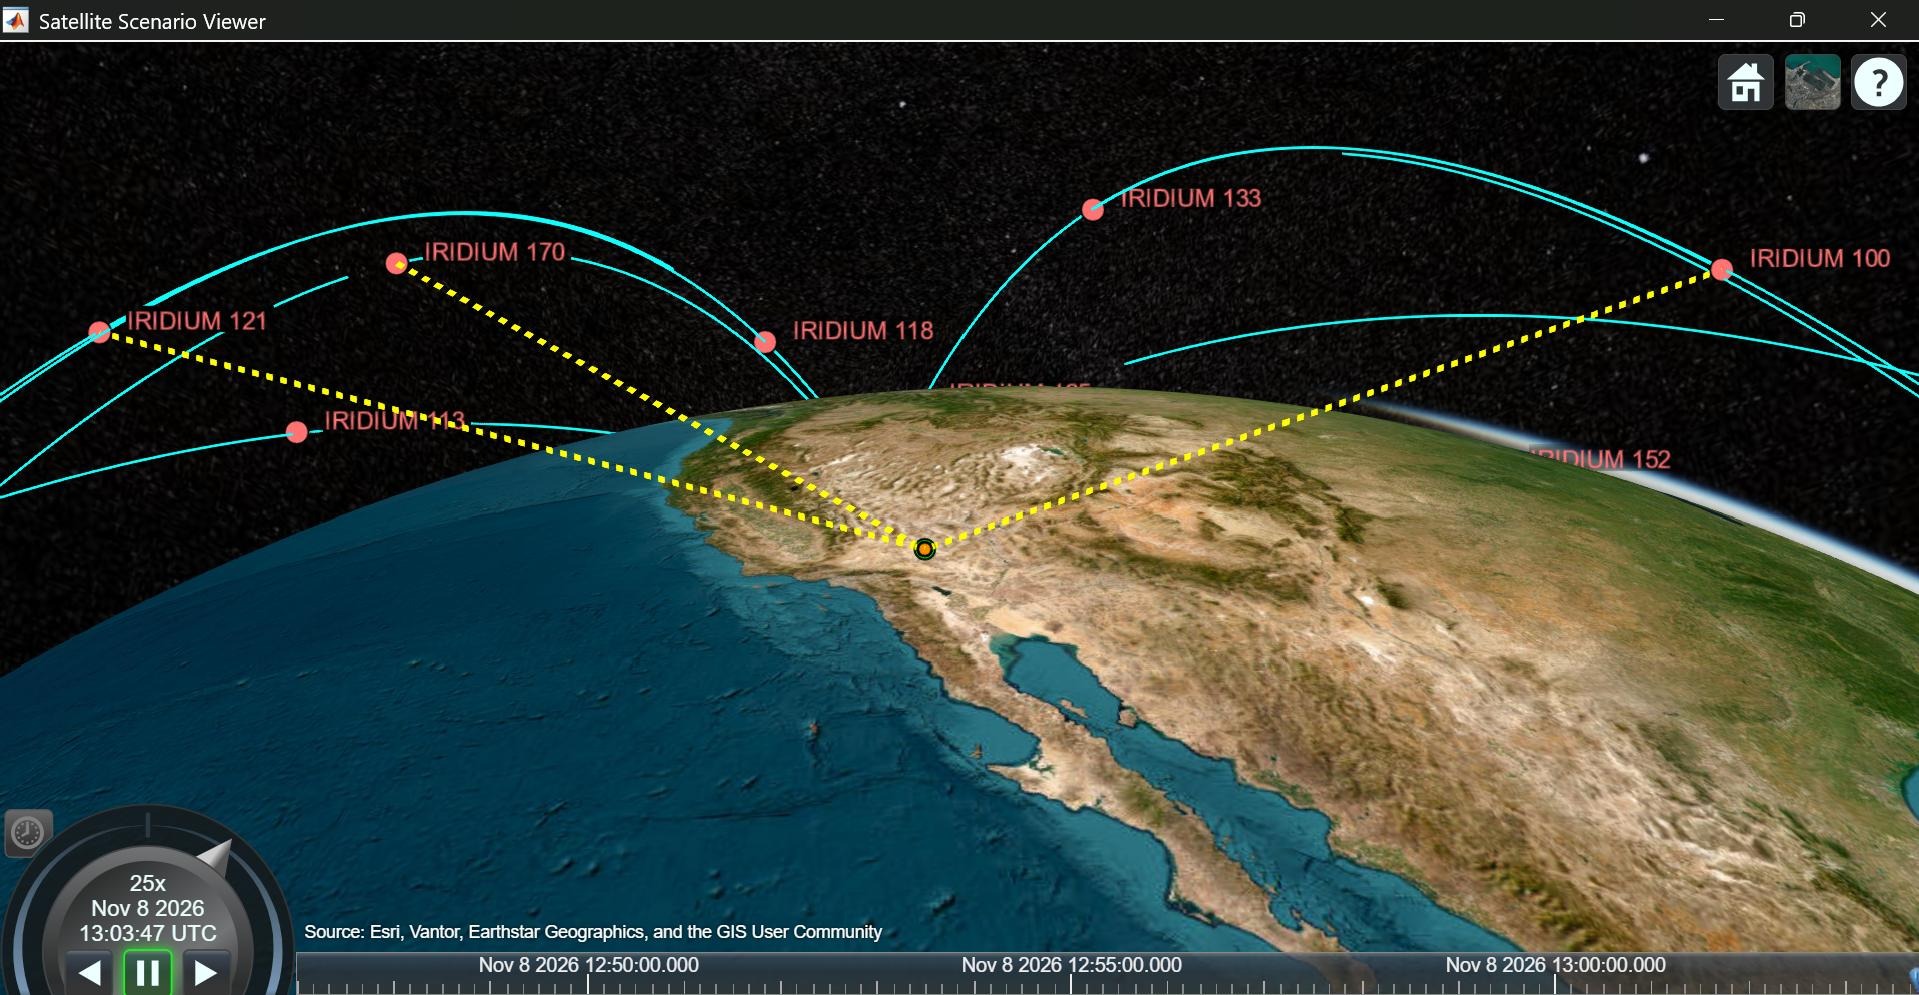 Satellite Scenario Viewer
?
IRIDIUM 133
IRIDIUM 170
IRIDIUM 100
IRIDIUM 121
IRIDIUM 118
IRIDIUM 113
IRIDIUM 152
25x
Nov 8 2026
13:03:47 UTC
Source: Esri, Vantor, Earthstar Geographics, and the GIS User Community
Nov 8 2026 12:50:00.000
Nov 8 2026 12:55:00.000
Nov 8 2026 13:00:00.000